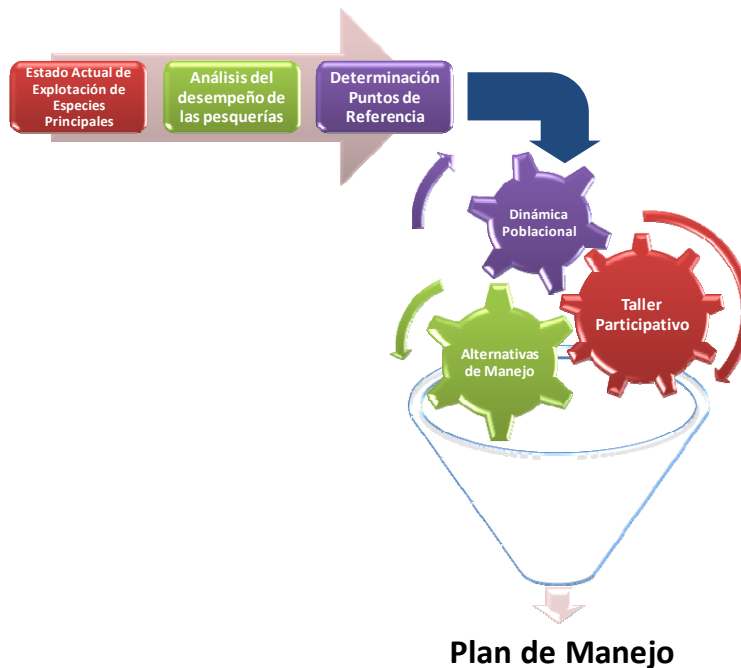 Estado Actual de
Explotación de
Especies
Principales
Análisis del
desempeño de
las pesquerías
Determinación
Puntos de
Referencia
Dinámica
Poblacional
Taller
Participativo
Alternativas
de Manejo
Plan de Manejo